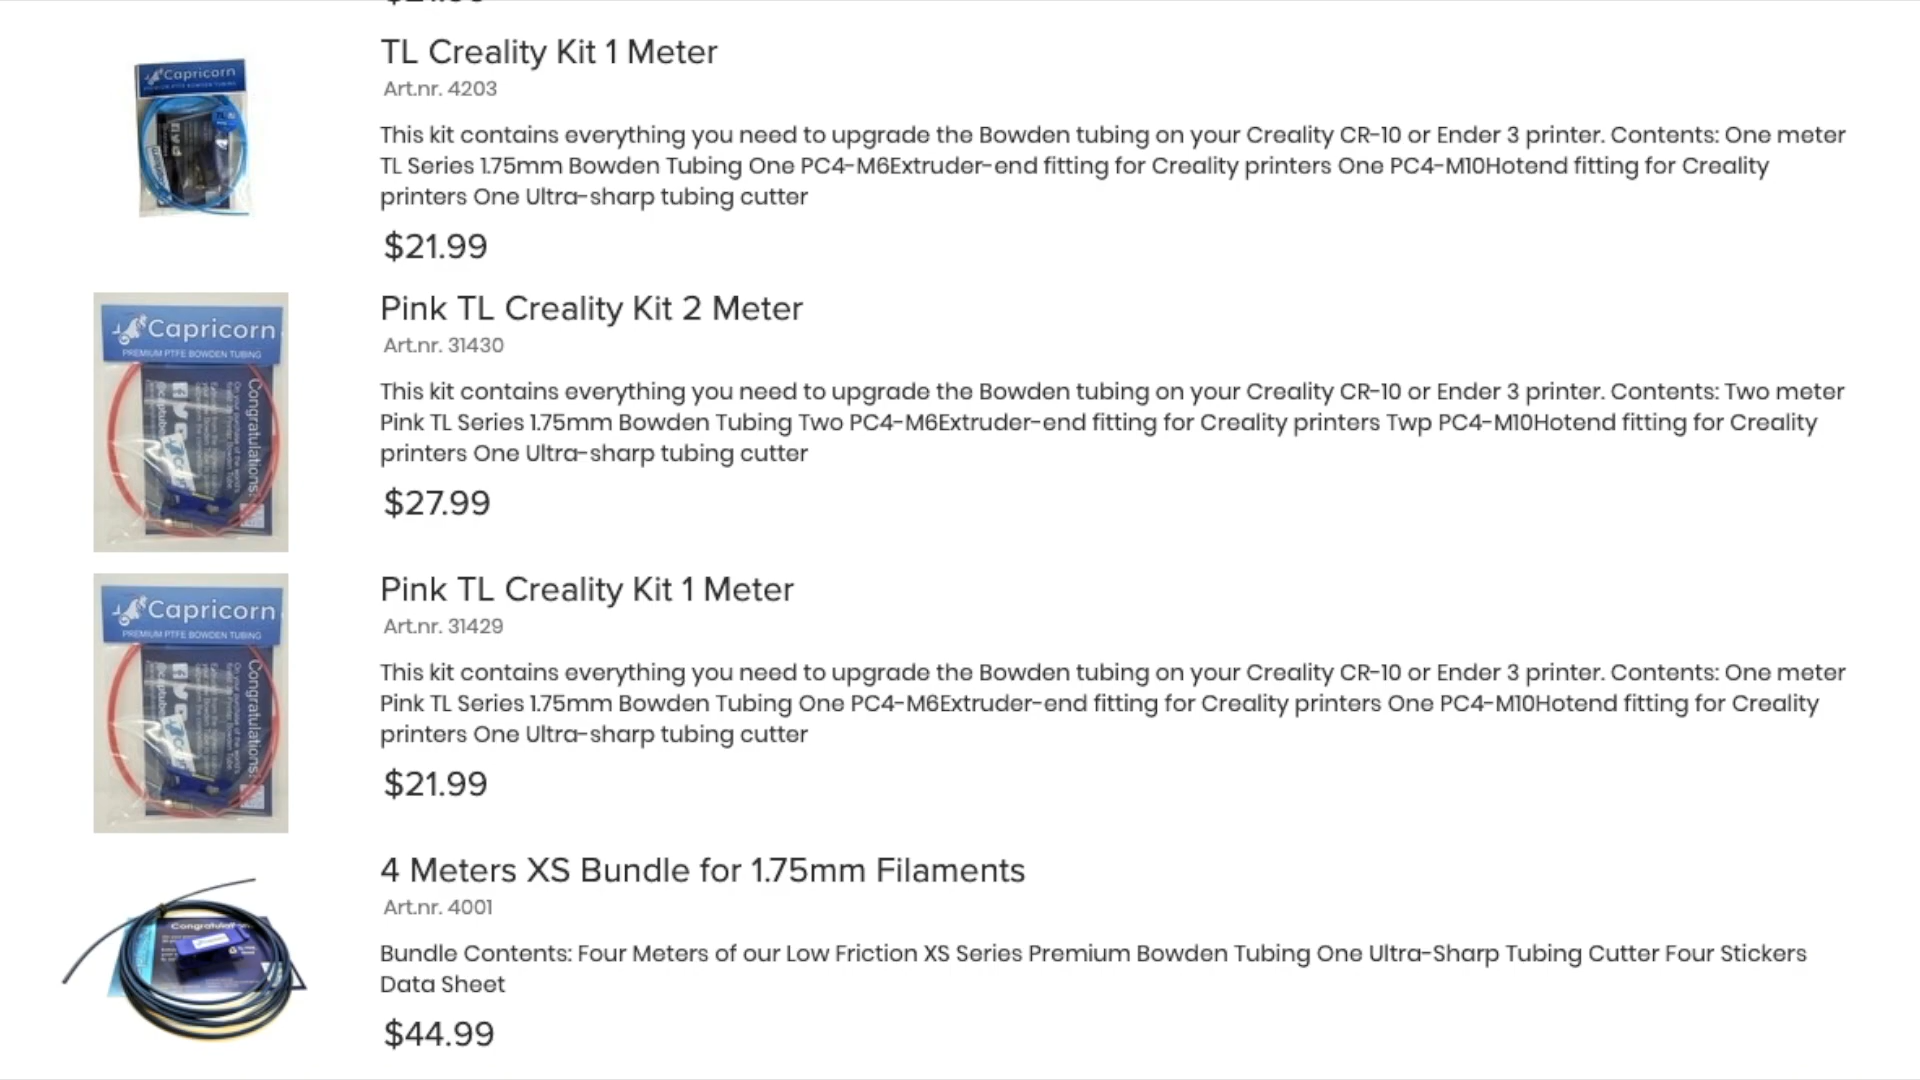 TL Creality Kit 1 Meter
Art.nr. 4203
This kit contains everything you need to upgrade the Bowden tubing on your Creality CR-10 or Ender 3 printer. Contents: One meter
TL Series 1.75mm Bowden Tubing One PC4-M6Extruder-end fitting for Creality printers One PC4-M10Hotend fitting for Creality
printers One Ultra-sharp tubing cutter
$21.99
Capricorn
PREMIUM PTFE BOWDEN TUBING
Pink TL Creality Kit 2 Meter
Art.nr. 31430
This kit contains everything you need to upgrade the Bowden tubing on your Creality CR-10 or Ender 3 printer. Contents: Two meter
Pink TL Series 1.75mm Bowden Tubing Two PC4-M6Extruder-end fitting for Creality printers Twp PC4-M10Hotend fitting for Creality
printers One Ultra-sharp tubing cutter
$27.99
Capricorn
PREMIUM PTFE BOWDEN TUBING
Congratulations!
Pink TL Creality Kit 1 Meter
Art.nr. 31429
This kit contains everything you need to upgrade the Bowden tubing on your Creality CR-10 or Ender 3 printer. Contents: One meter
Pink TL Series 1.75mm Bowden Tubing One PC4-M6Extruder-end fitting for Creality printers One PC4-M10Hotend fitting for Creality
printers One Ultra-sharp tubing cutter
$21.99
Capricorn
PREMIUM PTFE BOWDEN TUBING
Congratulations!
4 Meters XS Bundle for 1.75mm Filaments
Art.nr. 4001
Bundle Contents: Four Meters of our Low Friction XS Series Premium Bowden Tubing One Ultra-Sharp Tubing Cutter Four Stickers
Data Sheet
$44.99